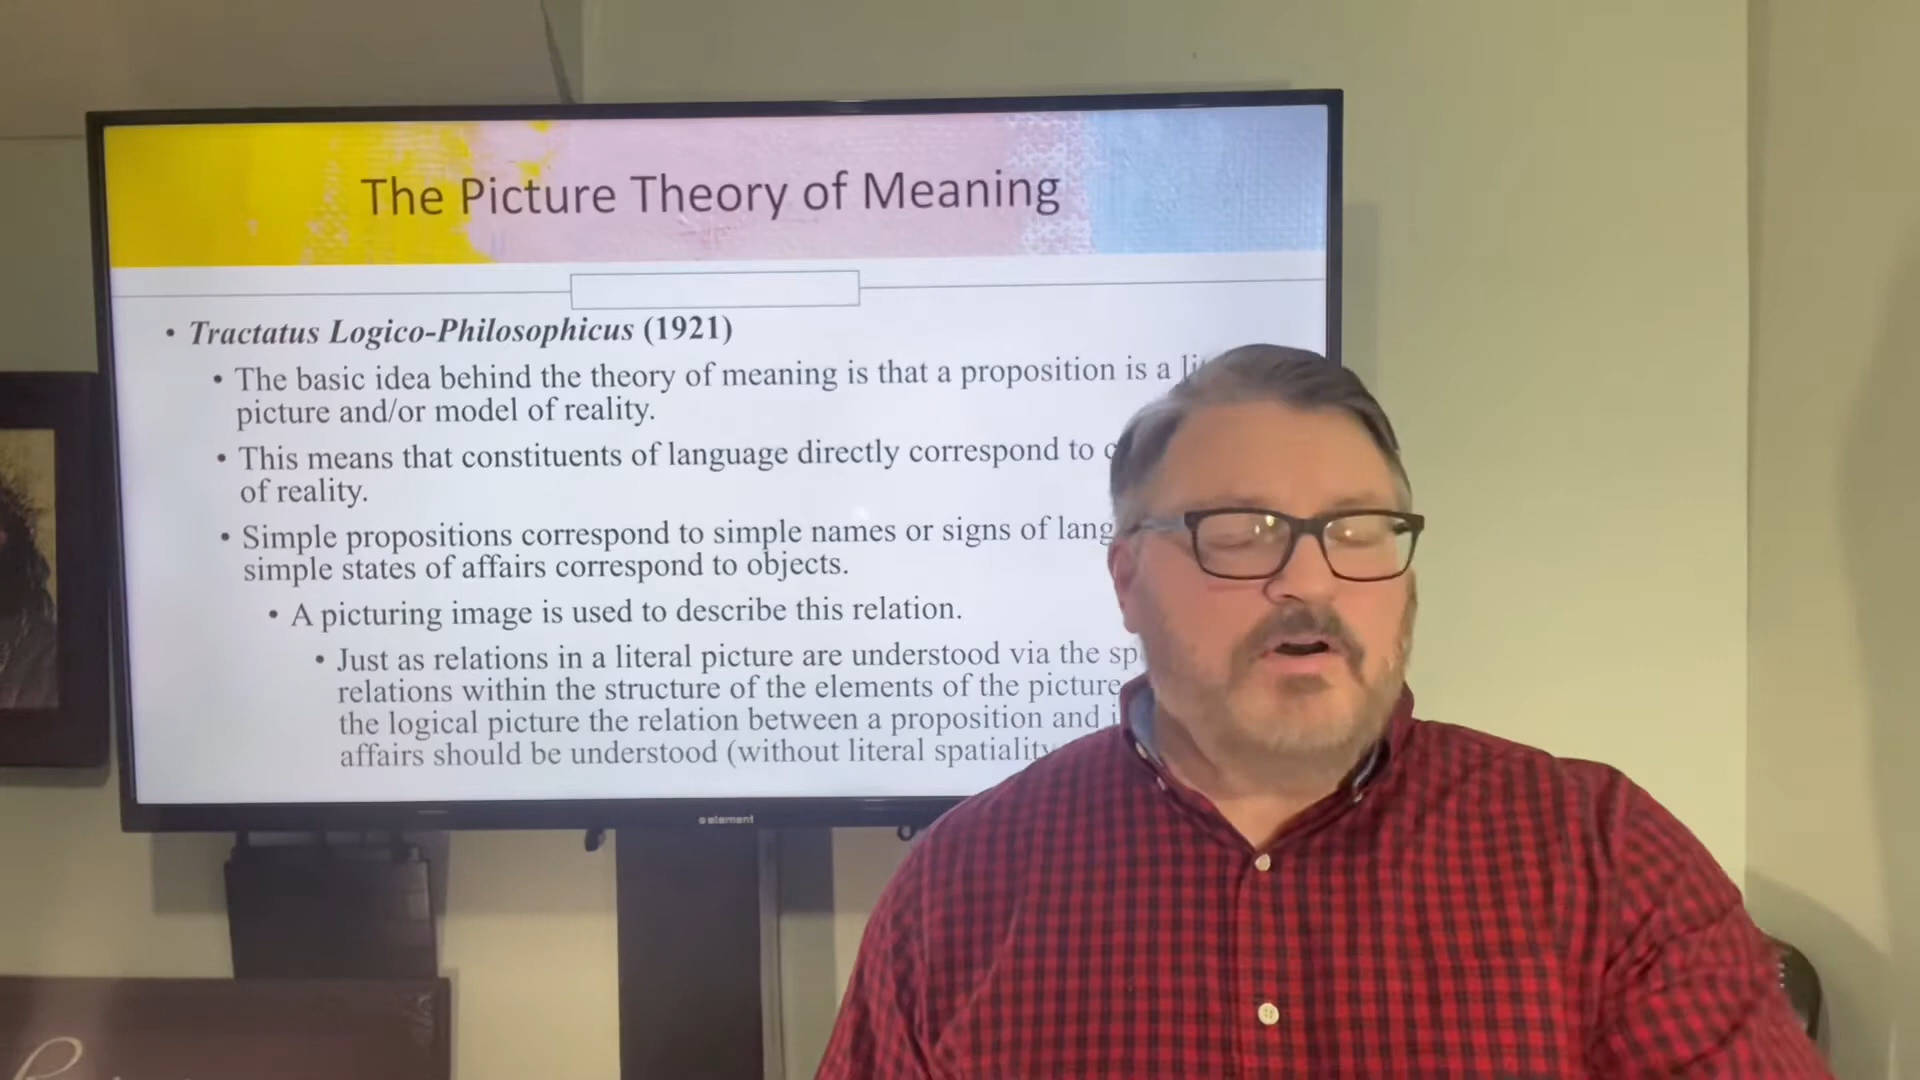 The Picture Theory of Meaning
• Tractatus Logico-Philosophicus (1921)
• The basic idea behind the theory of meaning is that a proposition is a
picture and/or model of reality.
• This means that constituents of language directly correspond to
of reality.
• Simple propositions correspond to simple names or signs of
simple states of affairs correspond to objects.
• A picturing image is used to describe this relation.
• Just as relations in a literal picture are understood via the
relations within the structure of the elements of the picture
the logical picture the relation between a proposition and
affairs should be understood (without literal spatiality
element